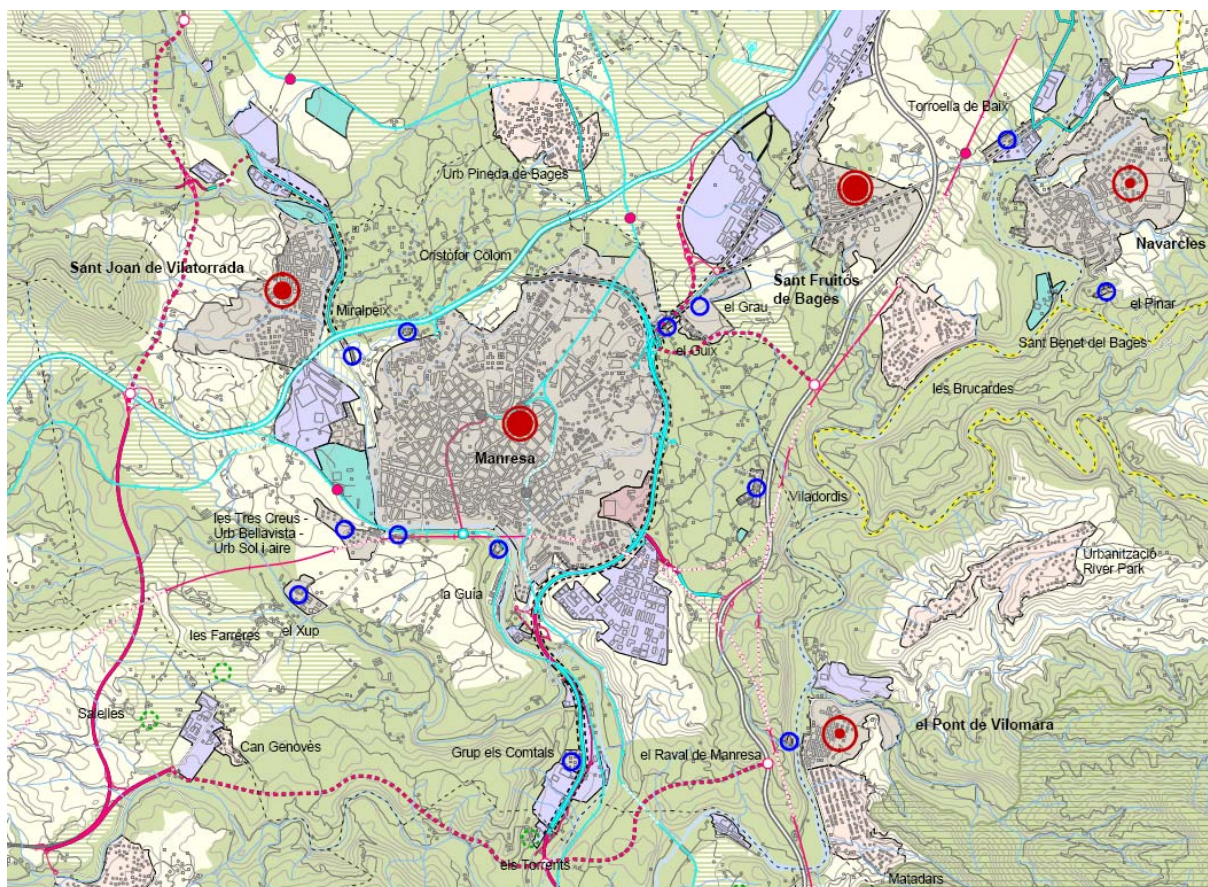 Torroella de Baix
Urb Pineda de Bages
Navarcles
Cristòfor Colom
Sant Joan de Vilatorrada
Sant Fruitós
de Bages
el Grau
el Pinar
Miralpeix
Sant Benet del Bages
el Guix
les Brucardes
Manresa
Viladordis
les Tres Creus -
Urb Bellavista -
Urb Sol i aire
Urbanització
River Park
la Guia
les Farreres
el Xup
Salelles
el Pont de Vilomara
Can Genovès
Grup els Comtals
el Raval de Manresa
els Torrents
Matadars